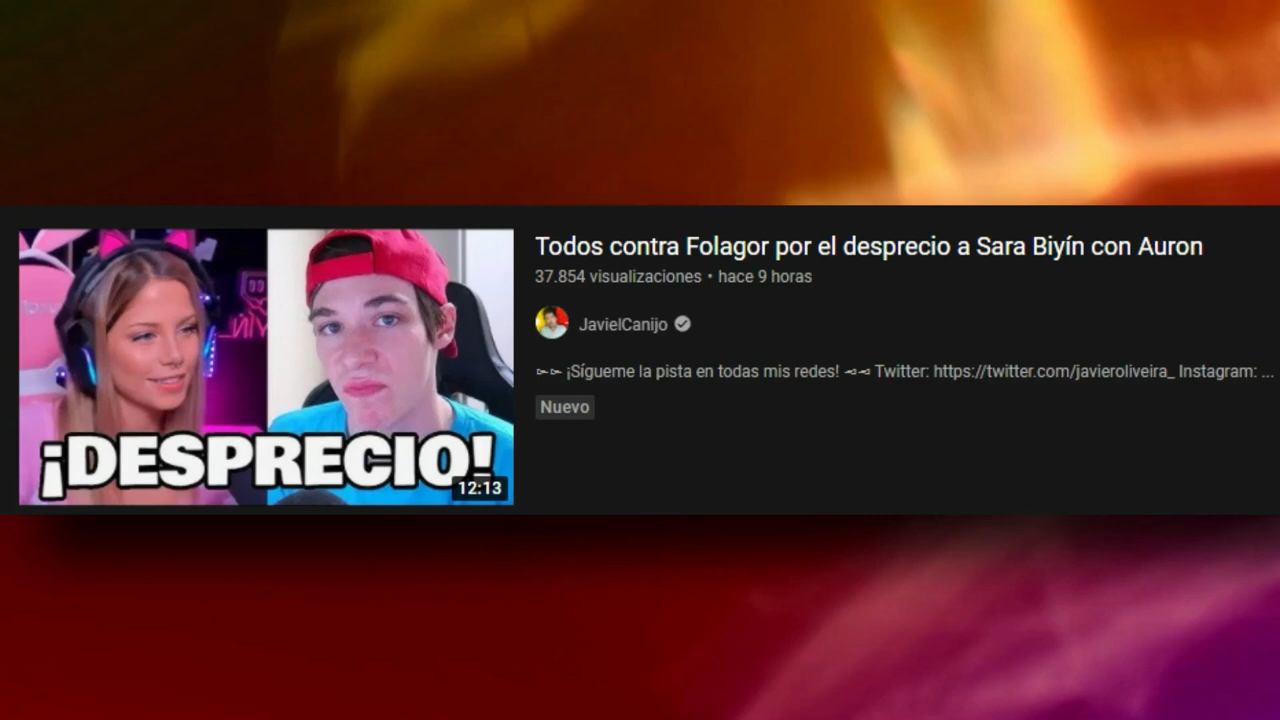 ¡DESPRECIO!
12:13
Todos contra Folagor por el desprecio a Sara Biyín con Auron
37.854 visualizaciones • hace 9 horas
JavielCanijo
▻▻ ¡Sígueme la pista en todas mis redes! ◅◅ Twitter: https://twitter.com/javieroliveira_ Instagram: ...
Nuevo